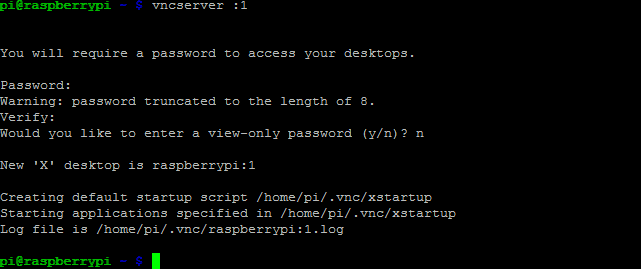 pi@raspberrypi ~ $ vncserver :1
You will require a password to access your desktops.
Password:
Warning: password truncated to the length of 8.
Verify:
Would you like to enter a view-only password (y/n)? n
New 'X' desktop is raspberrypi:1
Creating default startup script /home/pi/.vnc/xstartup
Starting applications specified in /home/pi/.vnc/xstartup
Log file is /home/pi/.vnc/raspberrypi:1.log
pi@raspberrypi ~ $